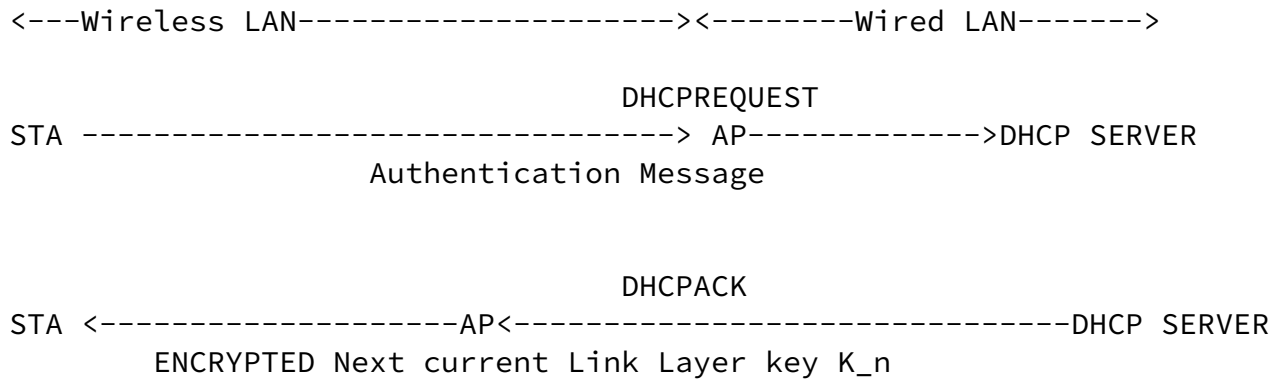 <---Wireless LAN---------------------><--------Wired LAN------->
DHCPREQUEST
STA ---------------------------------> AP------------->DHCP SERVER
Authentication Message
DHCPACK
STA <--------------------AP<-------------------------------DHCP SERVER
ENCRYPTED Next current Link Layer key K_n